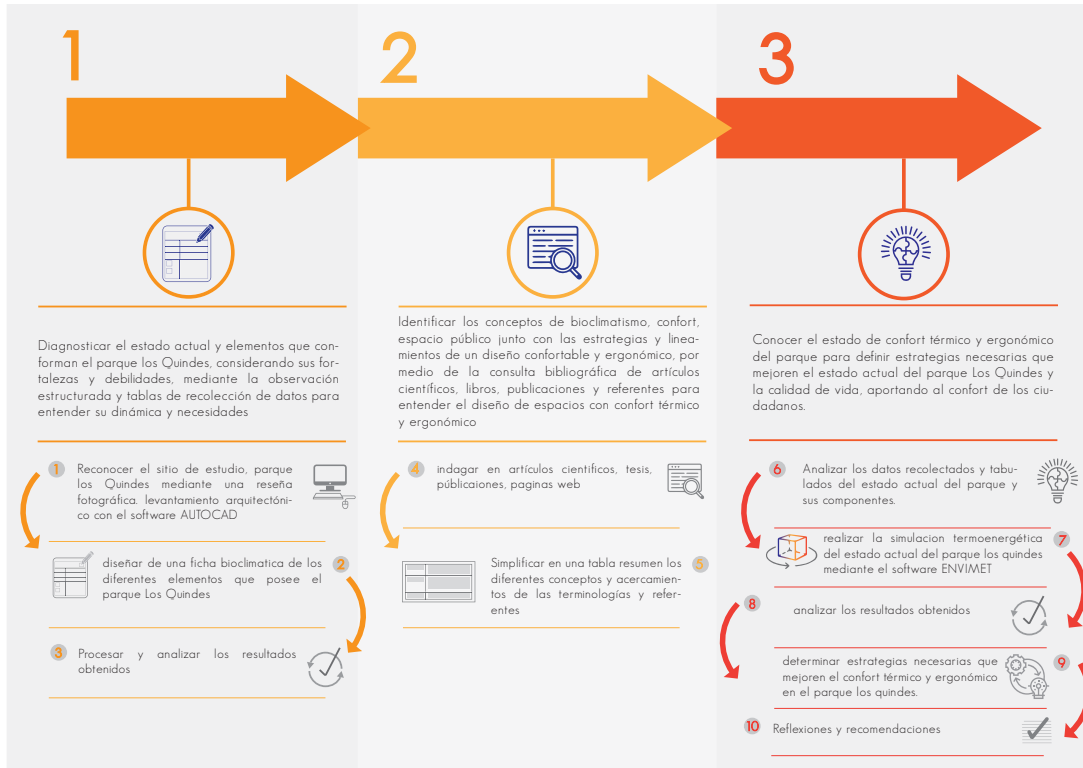 1
Diagnosticar el estado actual y elementos que con-
forman el parque los Quindes, considerando sus for-
talezas y debilidades, mediante la observación
estructurada y tablas de recolección de datos para
entender su dinámica y necesidades
1
Reconocer el sitio de estudio, parque
los Quindes mediante una reseña
fotográfica. levantamiento arquitectóni-
co con el software AUTOCAD
diseñar de una ficha bioclimatica de los
diferentes elementos que posee el
parque Los Quindes
2
3
Procesar y analizar los resultados
obtenidos
2
Identificar los conceptos de bioclimatismo, confort,
espacio público junto con las estrategias y linea-
mientos de un diseño confortable y ergonómico, por
medio de la consulta bibliográfica de artículos
científicos, libros, publicaciones y referentes para
entender el diseño de espacios con confort térmico
y ergonómico
4
indagar en artículos cientificos, tesis,
públicaiones, paginas web
Simplificar en una tabla resumen los
diferentes conceptos y acercamien-
tos de las terminologías y refer-
entes
5
3
Conocer el estado de confort térmico y ergonómico
del parque para definir estrategias necesarias que
mejoren el estado actual del parque Los Quindes y
la calidad de vida, aportando al confort de los ciu-
dadanos.
6
Analizar los datos recolectados y tabu-
lados del estado actual del parque y
sus componentes.
realizar la simulacion termoenergética
del estado actual del parque los quindes
mediante el software ENVIMET
7
8
analizar los resultados obtenidos
determinar estrategias necesarias que
mejoren el confort térmico y ergonómico
en el parque los quindes.
9
10
Reflexiones y recomendaciones